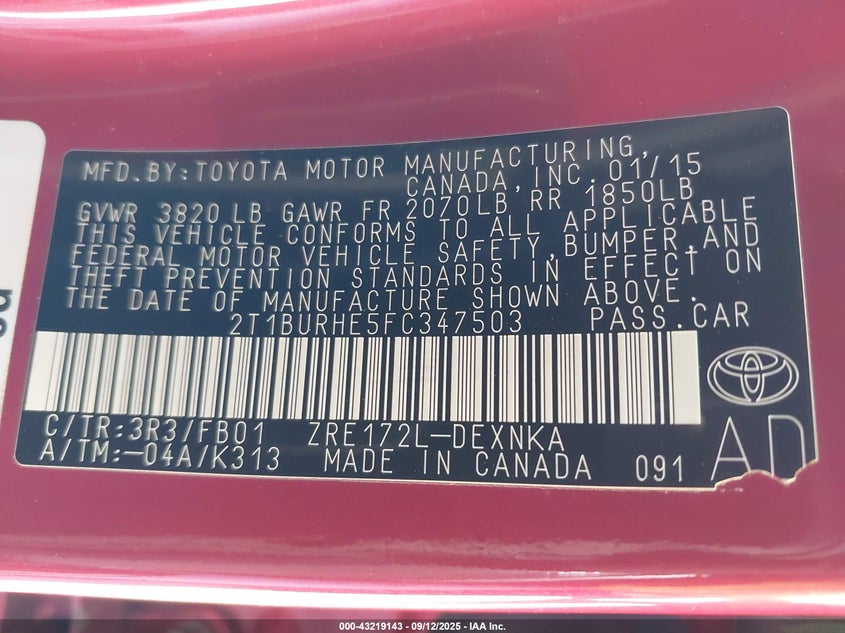 MFD.BY:TOYOTA MOTOR MANUFACTURING,
CANADA,INC.01/15
GVWR 3820 LB GAWR FR 2070LB RR 1850LB
THIS VEHICLE CONFORMS TO ALL APPLICABLE
FEDERAL MOTOR VEHICLE SAFETY,BUMPER,AND
THEFT PREVENTION STANDARDS IN EFFECT ON
THE DATE OF MANUFACTURE SHOWN ABOVE.
2T1BURHE5FC347503 PASS.CAR
C/TR:3R3/FB01 ZRE172L-DEXNKA
A/TM:-04A/K313 MADE IN CANADA 091
AD
000-43219143 - 09/12/2025 - IAA Inc.